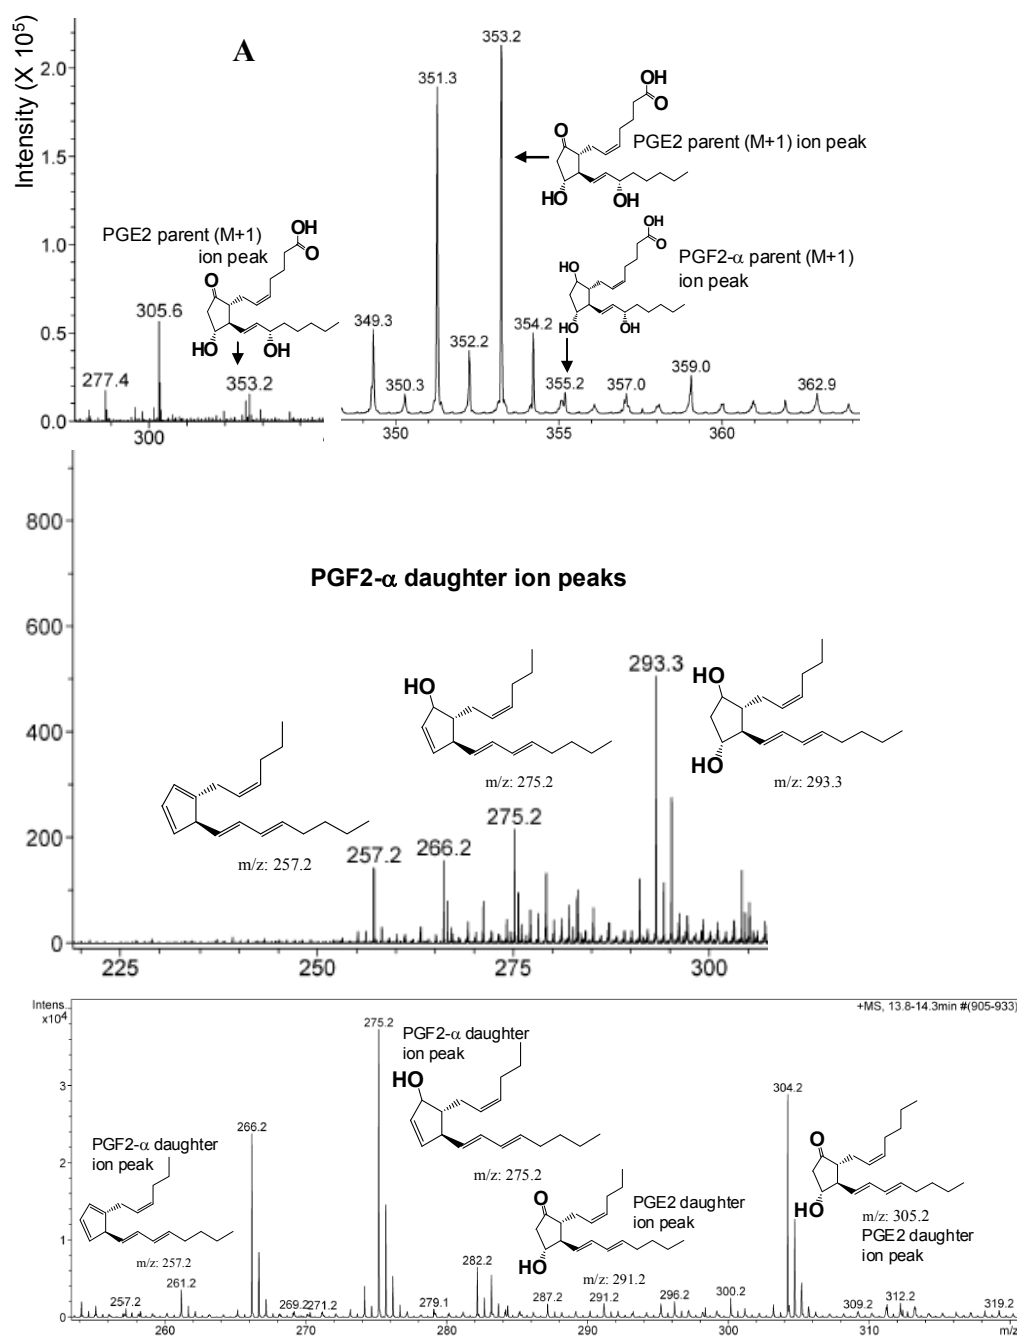 A
Intensity (X 10⁵)
2.0
1.5
1.0
0.5
0.0
PGE2 parent (M+1)
ion peak
OH
O
O
HO
OH
277.4
305.6
353.2
300
349.3
350.3
351.3
352.2
353.2
354.2
355.2
357.0
359.0
362.9
350
355
360
OH
O
O
HO
OH
PGE2 parent (M+1) ion peak
OH
O
HO
HO
OH
PGF2-α parent (M+1)
ion peak
800
600
400
200
0
PGF2-α daughter ion peaks
m/z: 257.2
HO
m/z: 275.2
HO
HO
m/z: 293.3
257.2
266.2
275.2
293.3
225
250
275
300
Intens.
x10⁴
+MS, 13.8-14.3min #(905-933)
3
2
1
0
PGF2-α daughter
ion peak
m/z: 257.2
PGF2-α daughter
ion peak
HO
m/z: 275.2
O
HO
PGE2 daughter
ion peak
m/z: 291.2
O
HO
m/z: 305.2
PGE2 daughter
ion peak
257.2
261.2
266.2
269.2
271.2
275.2
279.1
282.2
287.2
291.2
296.2
300.2
304.2
309.2
312.2
319.2
260
270
280
290
300
310
m/z